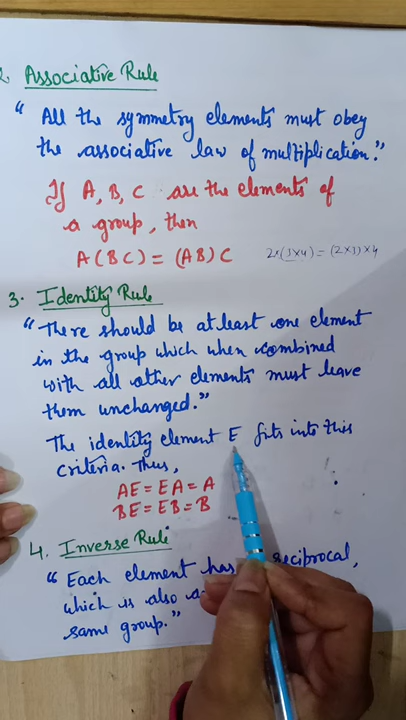 2. Associative Rule
" All the symmetry elements must obey
the associative law of multiplication."
If A, B, C are the elements of
a group, then
A(BC) = (AB)C 2×(3×4) = (2×3)×4
3. Identity Rule
"There should be at least one element
in the group which when combined
with all other elements must leave
them unchanged."
The identity element E fits into this
criteria. Thus,
AE = EA = A
BE = EB = B
4. Inverse Rule
" Each element has reciprocal,
which is also
same group."